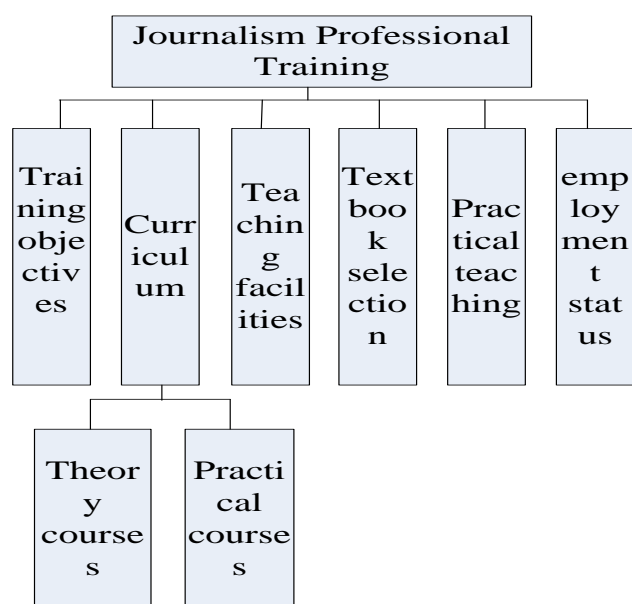 Journalism Professional
Training
Trai
ning
obje
ctiv
es
Curr
icul
um
Tea
chin
g
facil
ities
Text
boo
k
sele
ctio
n
Prac
tical
teac
hing
emp
loy
men
t
stat
us
Theor
y
course
s
Practi
cal
course
s